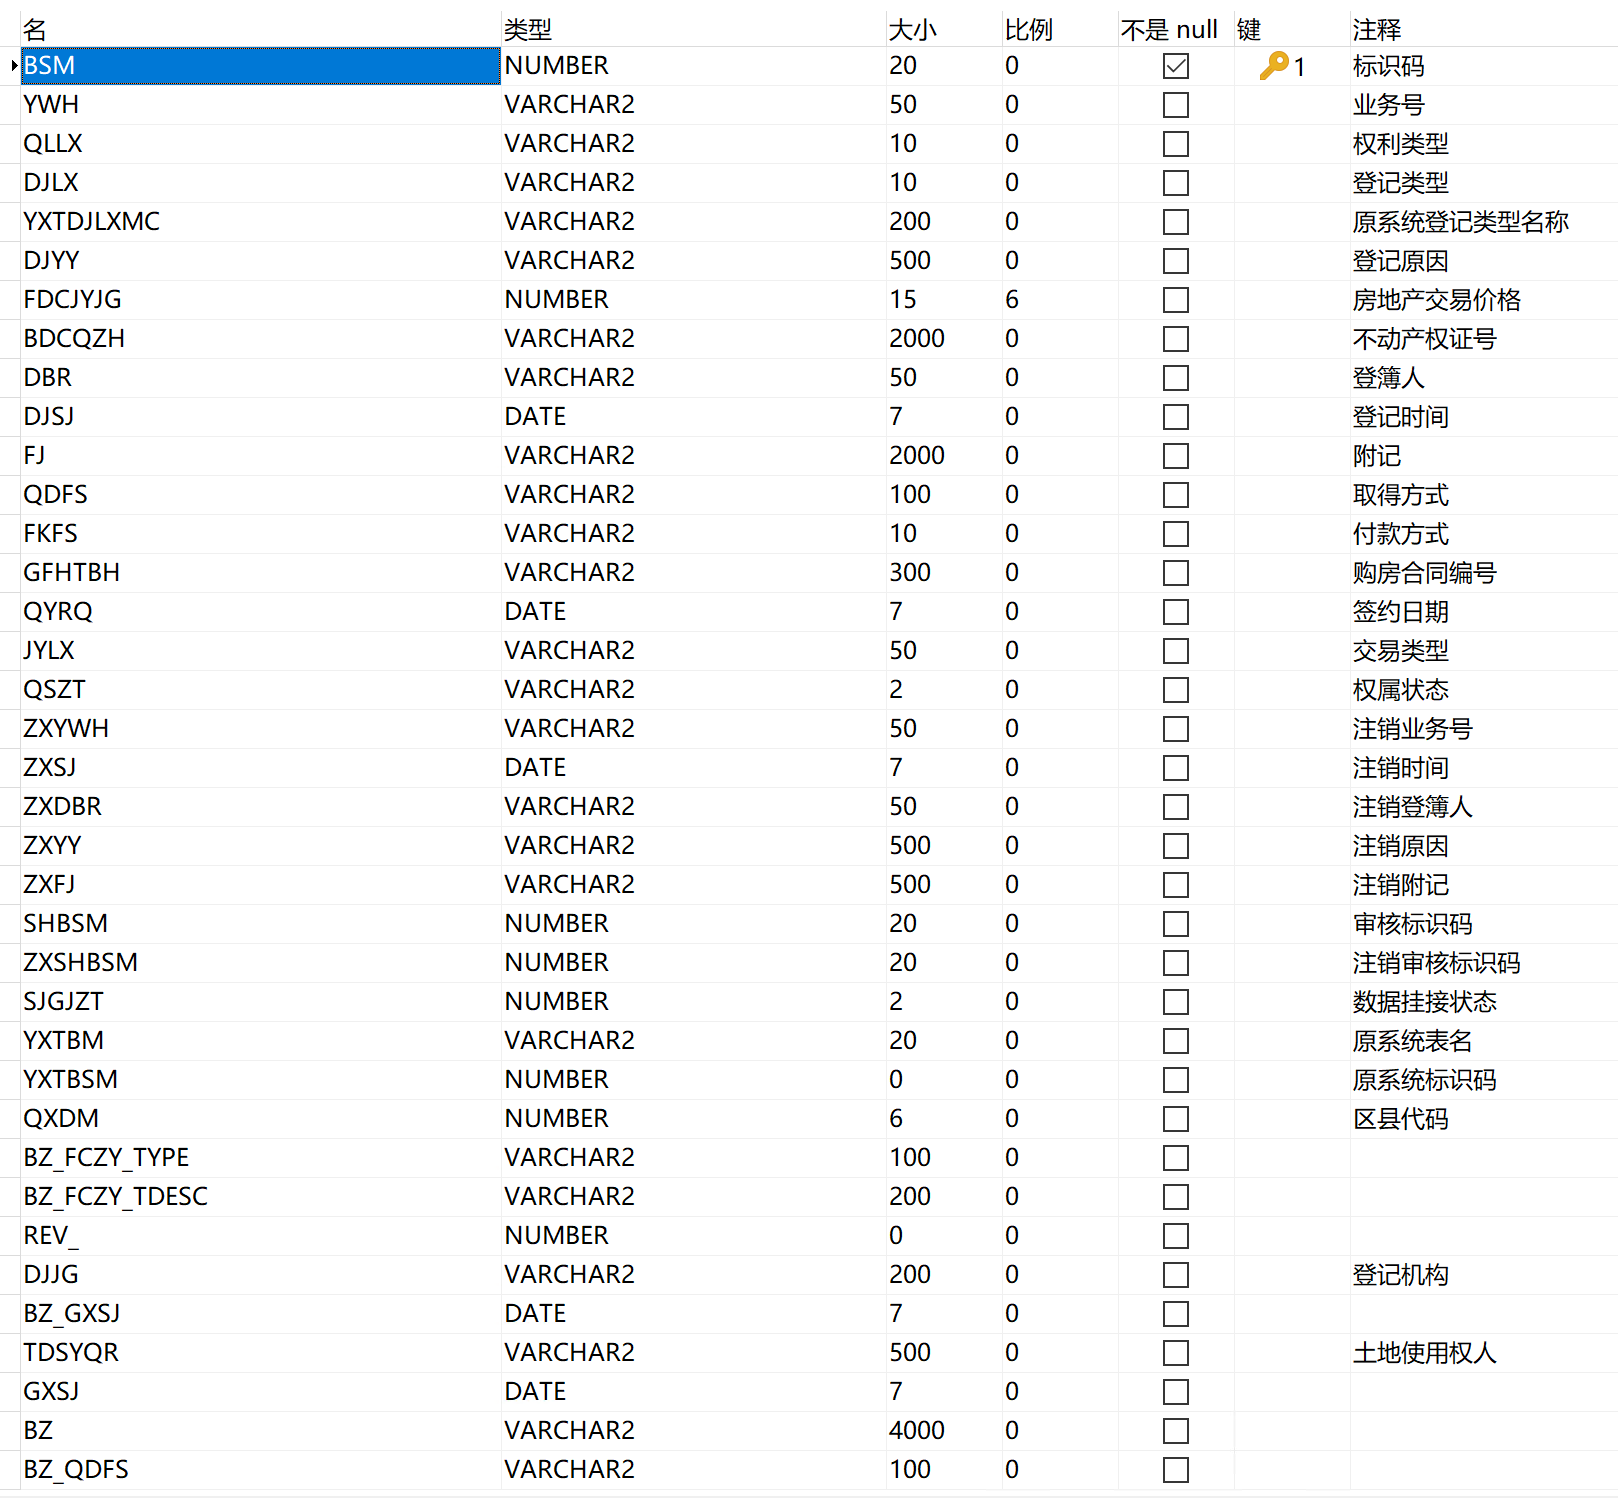 名 类型 大小 比例 不是 null 键 注释
BSM NUMBER 20 0 1 标识码
YWH VARCHAR2 50 0 业务号
QLLX VARCHAR2 10 0 权利类型
DJLX VARCHAR2 10 0 登记类型
YXTDJLXMC VARCHAR2 200 0 原系统登记类型名称
DJYY VARCHAR2 500 0 登记原因
FDCJYJG NUMBER 15 6 房地产交易价格
BDCQZH VARCHAR2 2000 0 不动产权证号
DBR VARCHAR2 50 0 登簿人
DJSJ DATE 7 0 登记时间
FJ VARCHAR2 2000 0 附记
QDFS VARCHAR2 100 0 取得方式
FKFS VARCHAR2 10 0 付款方式
GFHTBH VARCHAR2 300 0 购房合同编号
QYRQ DATE 7 0 签约日期
JYLX VARCHAR2 50 0 交易类型
QSZT VARCHAR2 2 0 权属状态
ZXYWH VARCHAR2 50 0 注销业务号
ZXSJ DATE 7 0 注销时间
ZXDBR VARCHAR2 50 0 注销登簿人
ZXYY VARCHAR2 500 0 注销原因
ZXFJ VARCHAR2 500 0 注销附记
SHBSM NUMBER 20 0 审核标识码
ZXSHBSM NUMBER 20 0 注销审核标识码
SJGJZT NUMBER 2 0 数据挂接状态
YXTBM VARCHAR2 20 0 原系统表名
YXTBSM NUMBER 0 0 原系统标识码
QXDM NUMBER 6 0 区县代码
BZ_FCZY_TYPE VARCHAR2 100 0
BZ_FCZY_TDESC VARCHAR2 200 0
REV_ NUMBER 0 0
DJJG VARCHAR2 200 0 登记机构
BZ_GXSJ DATE 7 0
TDSYQR VARCHAR2 500 0 土地使用权人
GXSJ DATE 7 0
BZ VARCHAR2 4000 0
BZ_QDFS VARCHAR2 100 0